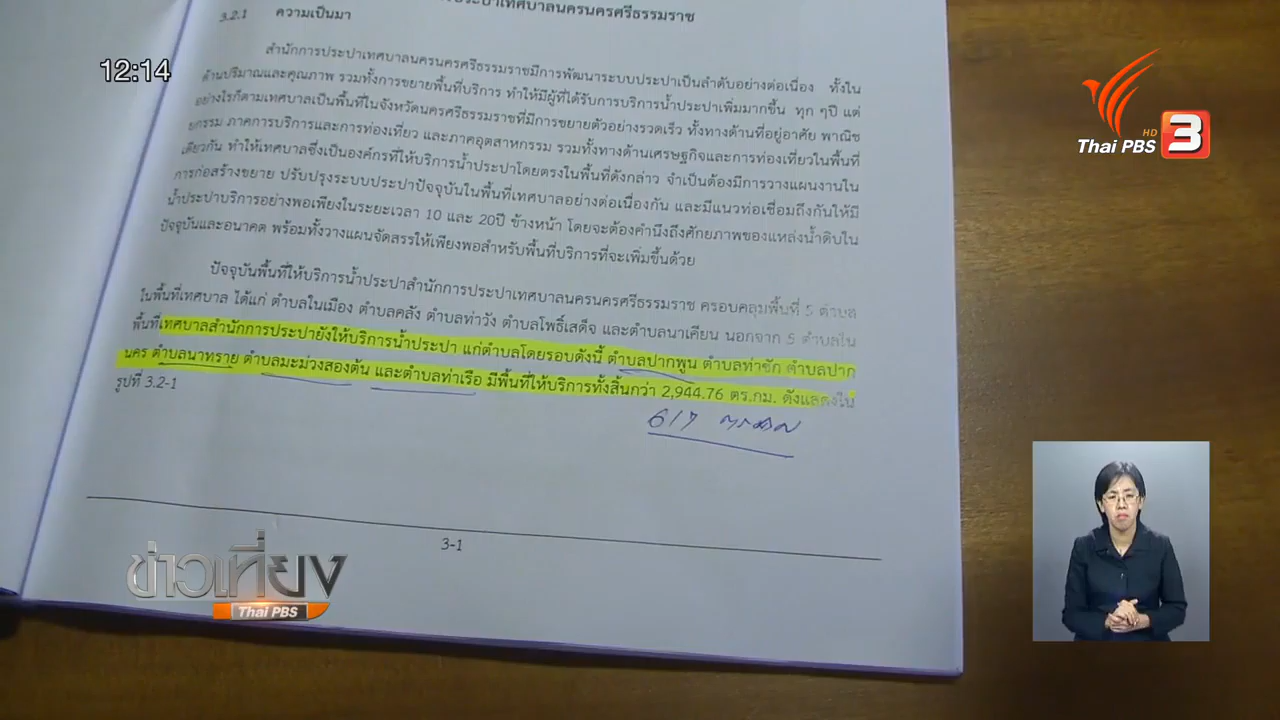 ประปาเทศบาลนครนครศรีธรรมราช
3.2.1 ความเป็นมา
12:14
สำนักการประปาเทศบาลนครนครศรีธรรมราชมีการพัฒนาระบบประปาเป็นลำดับอย่างต่อเนื่อง ทั้งใน
ด้านปริมาณและคุณภาพ รวมทั้งการขยายพื้นที่บริการ ทำให้มีผู้ที่ได้รับการบริการน้ำประปาเพิ่มมากขึ้น ทุก ๆปี แต่
อย่างไรก็ตามเทศบาลเป็นพื้นที่ในจังหวัดนครศรีธรรมราชที่มีการขยายตัวอย่างรวดเร็ว ทั้งทางด้านที่อยู่อาศัย พาณิช
ยกรรม ภาคการบริการและการท่องเที่ยว และภาคอุตสาหกรรม รวมทั้งทางด้านเศรษฐกิจและการท่องเที่ยวในพื้นที่
เดียวกัน ทำให้เทศบาลซึ่งเป็นองค์กรที่ให้บริการน้ำประปาโดยตรงในพื้นที่ดังกล่าว จำเป็นต้องมีการวางแผนงานใน
การก่อสร้างขยาย ปรับปรุงระบบประปาปัจจุบันในพื้นที่เทศบาลอย่างต่อเนื่องกัน และมีแนวท่อเชื่อมถึงกันให้มี
น้ำประปาบริการอย่างพอเพียงในระยะเวลา 10 และ 20ปี ข้างหน้า โดยจะต้องคำนึงถึงศักยภาพของแหล่งน้ำดิบใน
ปัจจุบันและอนาคต พร้อมทั้งวางแผนจัดสรรให้เพียงพอสำหรับพื้นที่บริการที่จะเพิ่มขึ้นด้วย
ปัจจุบันพื้นที่ให้บริการน้ำประปาสำนักการประปาเทศบาลนครนครศรีธรรมราช ครอบคลุมพื้นที่ 5 ตำบล
ในพื้นที่เทศบาล ได้แก่ ตำบลในเมือง ตำบลคลัง ตำบลท่าวัง ตำบลโพธิ์เสด็จ และตำบลนาเคียน นอกจาก 5 ตำบลใน
พื้นที่เทศบาลสำนักการประปายังให้บริการน้ำประปา แก่ตำบลโดยรอบดังนี้ ตำบลปากพูน ตำบลท่าซัก ตำบลปาก
นคร ตำบลนาทราย ตำบลมะม่วงสองต้น และตำบลท่าเรือ มีพื้นที่ให้บริการทั้งสิ้นกว่า 2,944.76 ตร.กม. ดังแสดงใน
รูปที่ 3.2-1
617
3-1
ข่าวเที่ยง
Thai PBS
HD
Thai PBS 3